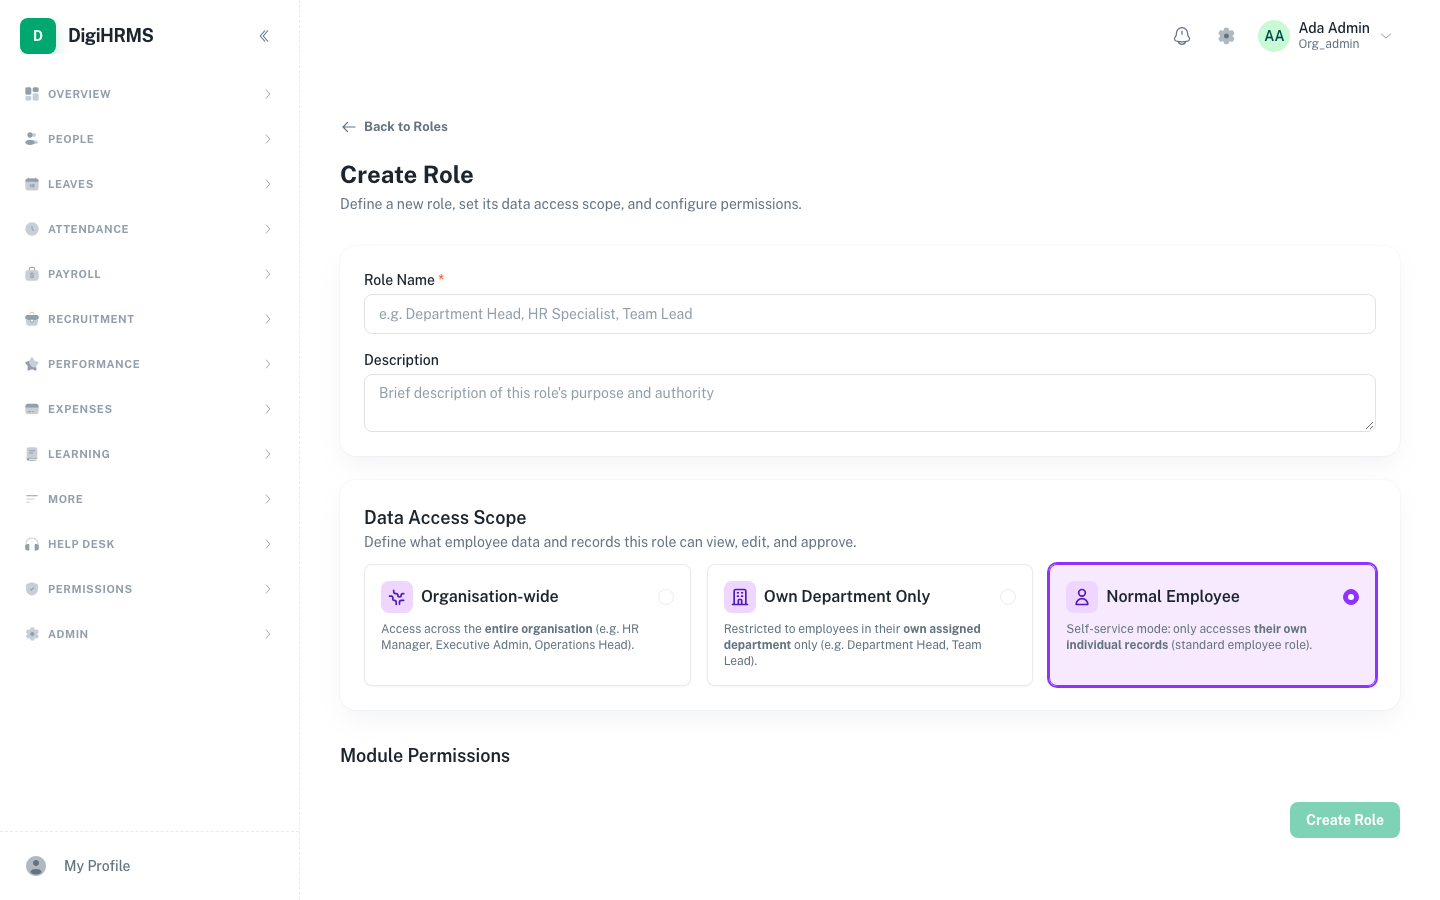 D
DigiHRMS
OVERVIEW
PEOPLE
LEAVES
ATTENDANCE
PAYROLL
RECRUITMENT
PERFORMANCE
EXPENSES
LEARNING
MORE
HELP DESK
PERMISSIONS
ADMIN
My Profile
AA
Ada Admin
Org_admin
Back to Roles
Create Role
Define a new role, set its data access scope, and configure permissions.
Role Name *
e.g. Department Head, HR Specialist, Team Lead
Description
Brief description of this role's purpose and authority
Data Access Scope
Define what employee data and records this role can view, edit, and approve.
Organisation-wide
Access across the entire organisation (e.g. HR
Manager, Executive Admin, Operations Head).
Own Department Only
Restricted to employees in their own assigned
department only (e.g. Department Head, Team
Lead).
Normal Employee
Self-service mode: only accesses their own
individual records (standard employee role).
Module Permissions
Create Role